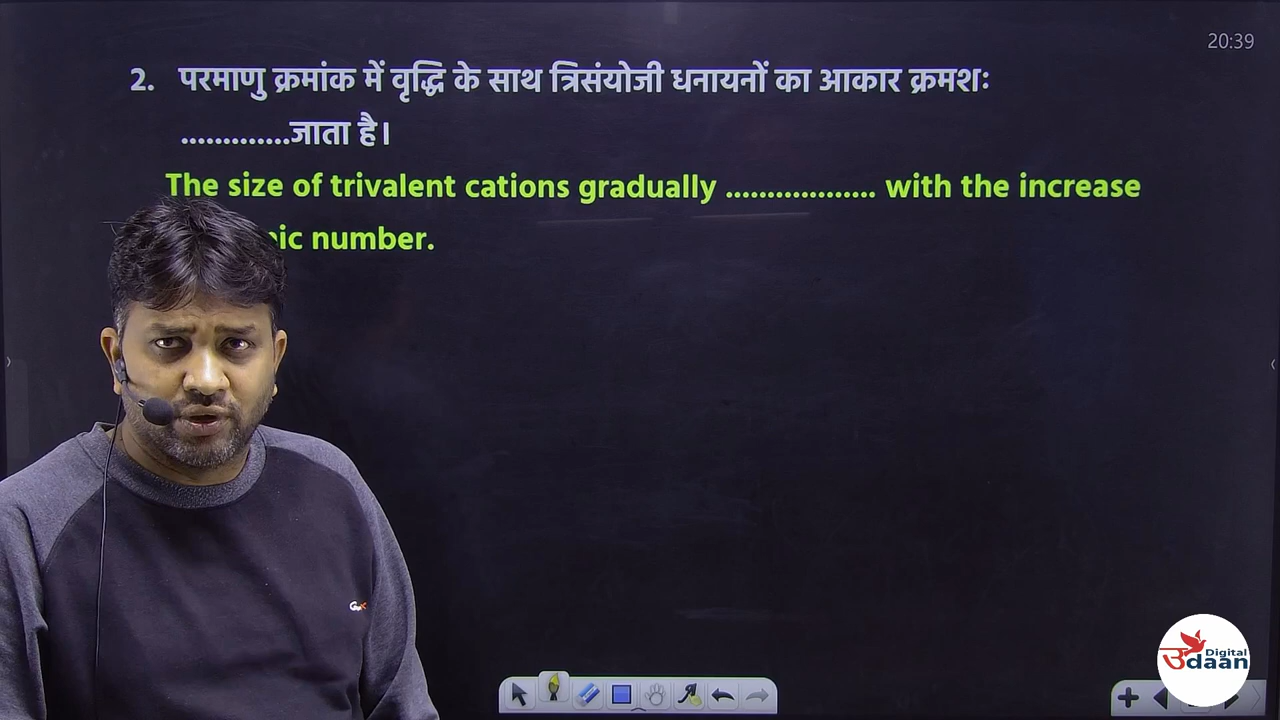 20:39
2. परमाणु क्रमांक में वृद्धि के साथ त्रिसंयोजी धनायनों का आकार क्रमशः
.............जाता है।
The size of trivalent cations gradually .................. with the increase
number.
Digital
उdaan